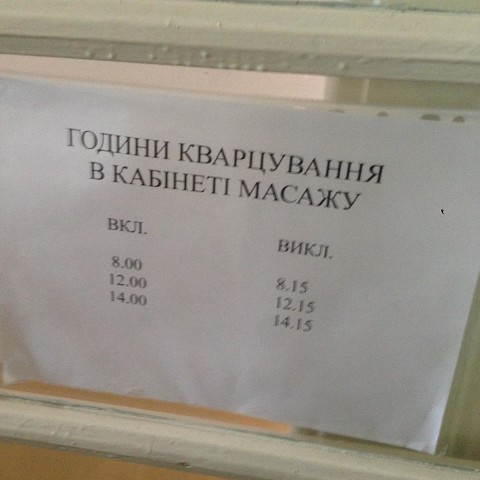 ГОДИНИ КВАРЦУВАННЯ
В КАБІНЕТІ МАСАЖУ
ВКЛ. ВИКЛ.
8.00 8.15
12.00 12.15
14.00 14.15